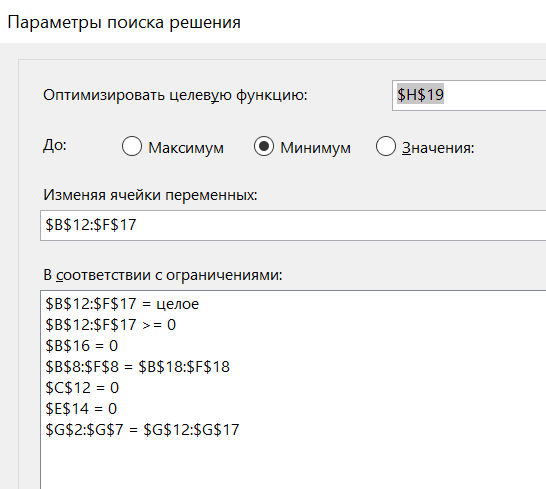 Параметры поиска решения
Оптимизировать целевую функцию: $H$19
До: Максимум Минимум Значения:
Изменяя ячейки переменных:
$B$12:$F$17
В соответствии с ограничениями:
$B$12:$F$17 = целое
$B$12:$F$17 >= 0
$B$16 = 0
$B$8:$F$8 = $B$18:$F$18
$C$12 = 0
$E$14 = 0
$G$2:$G$7 = $G$12:$G$17